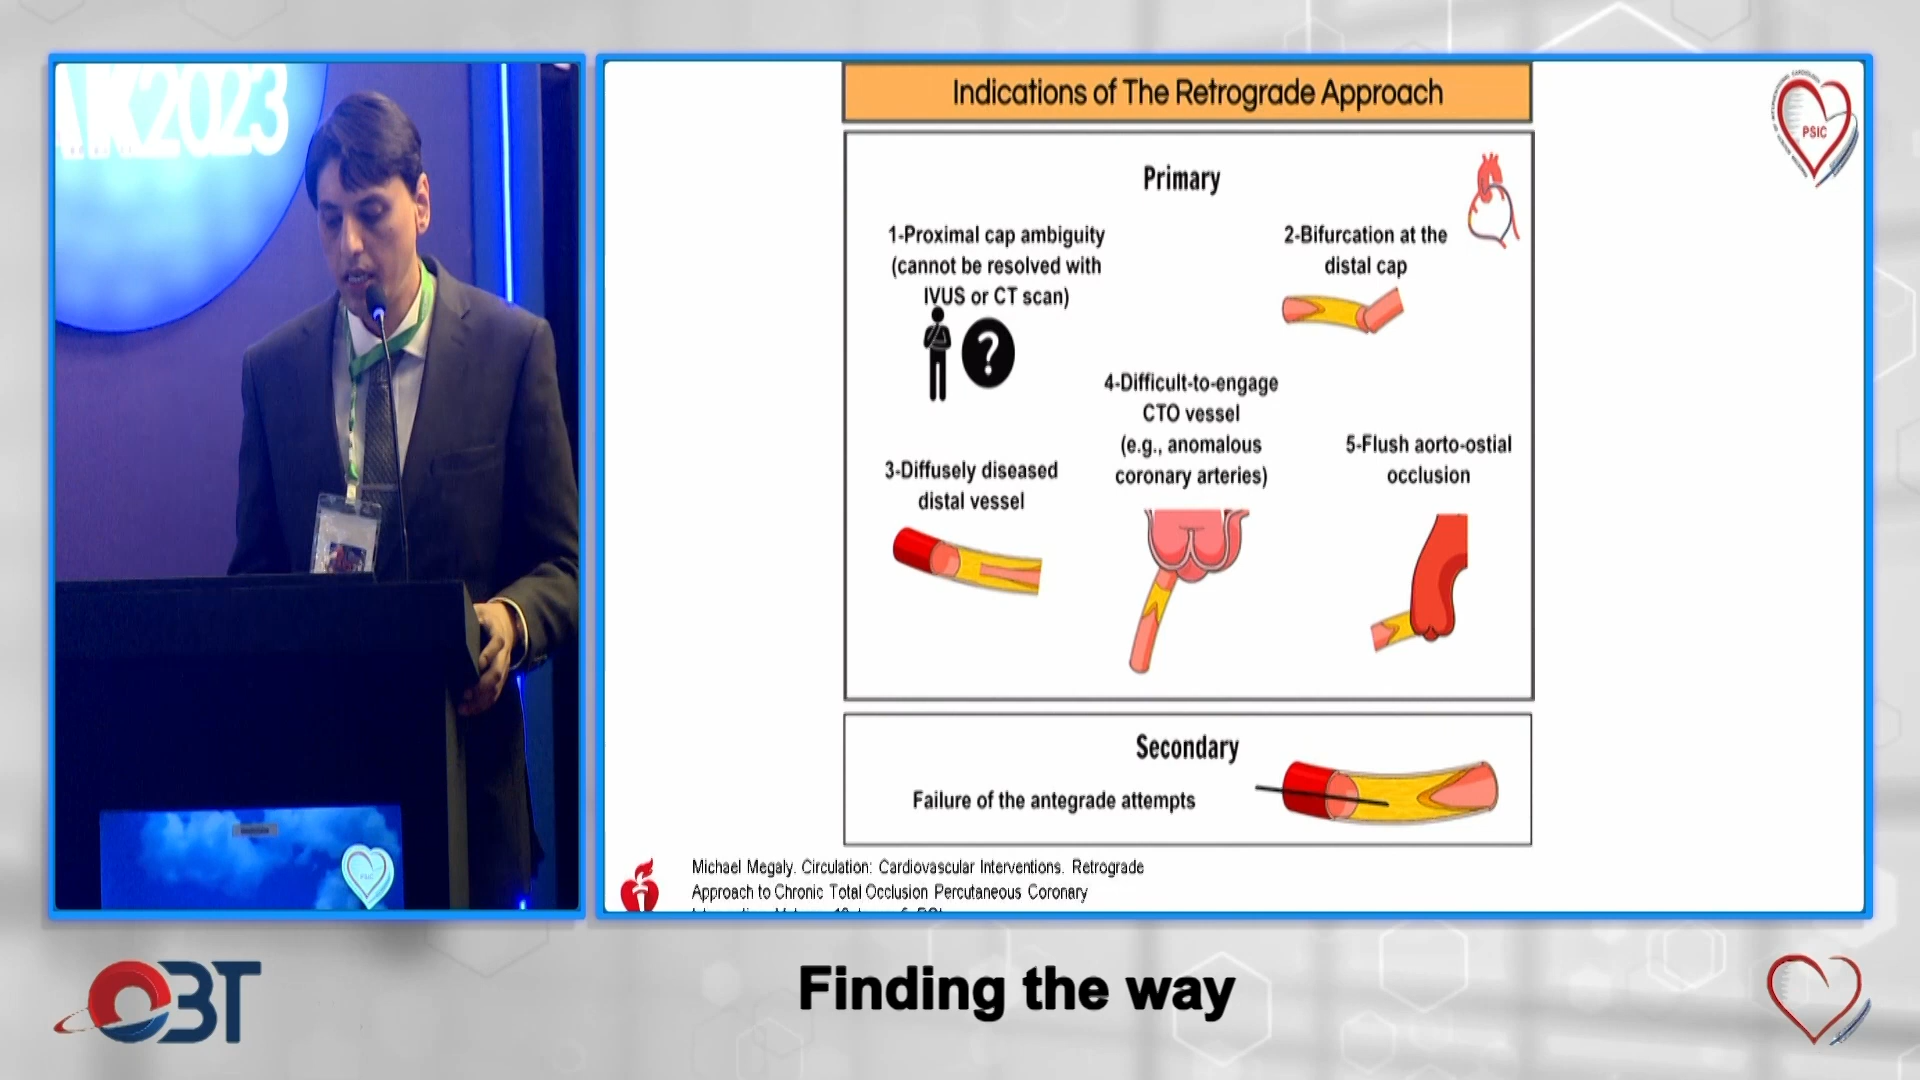 2023
Indications of The Retrograde Approach
PSIC
Primary
1-Proximal cap ambiguity
(cannot be resolved with
IVUS or CT scan)
?
2-Bifurcation at the
distal cap
3-Diffusely diseased
distal vessel
4-Difficult-to-engage
CTO vessel
(e.g., anomalous
coronary arteries)
5-Flush aorto-ostial
occlusion
Secondary
Failure of the antegrade attempts
Michael Megaly. Circulation: Cardiovascular Interventions. Retrograde
Approach to Chronic Total Occlusion Percutaneous Coronary
PSIC
OBT
Finding the way